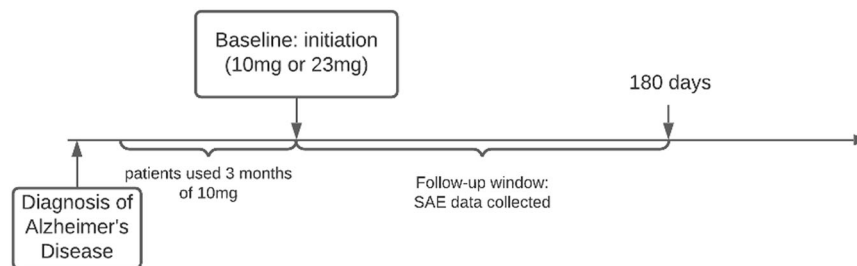 Baseline: initiation
(10mg or 23mg)
180 days
patients used 3 months
of 10mg
Follow-up window:
SAE data collected
Diagnosis of
Alzheimer's
Disease